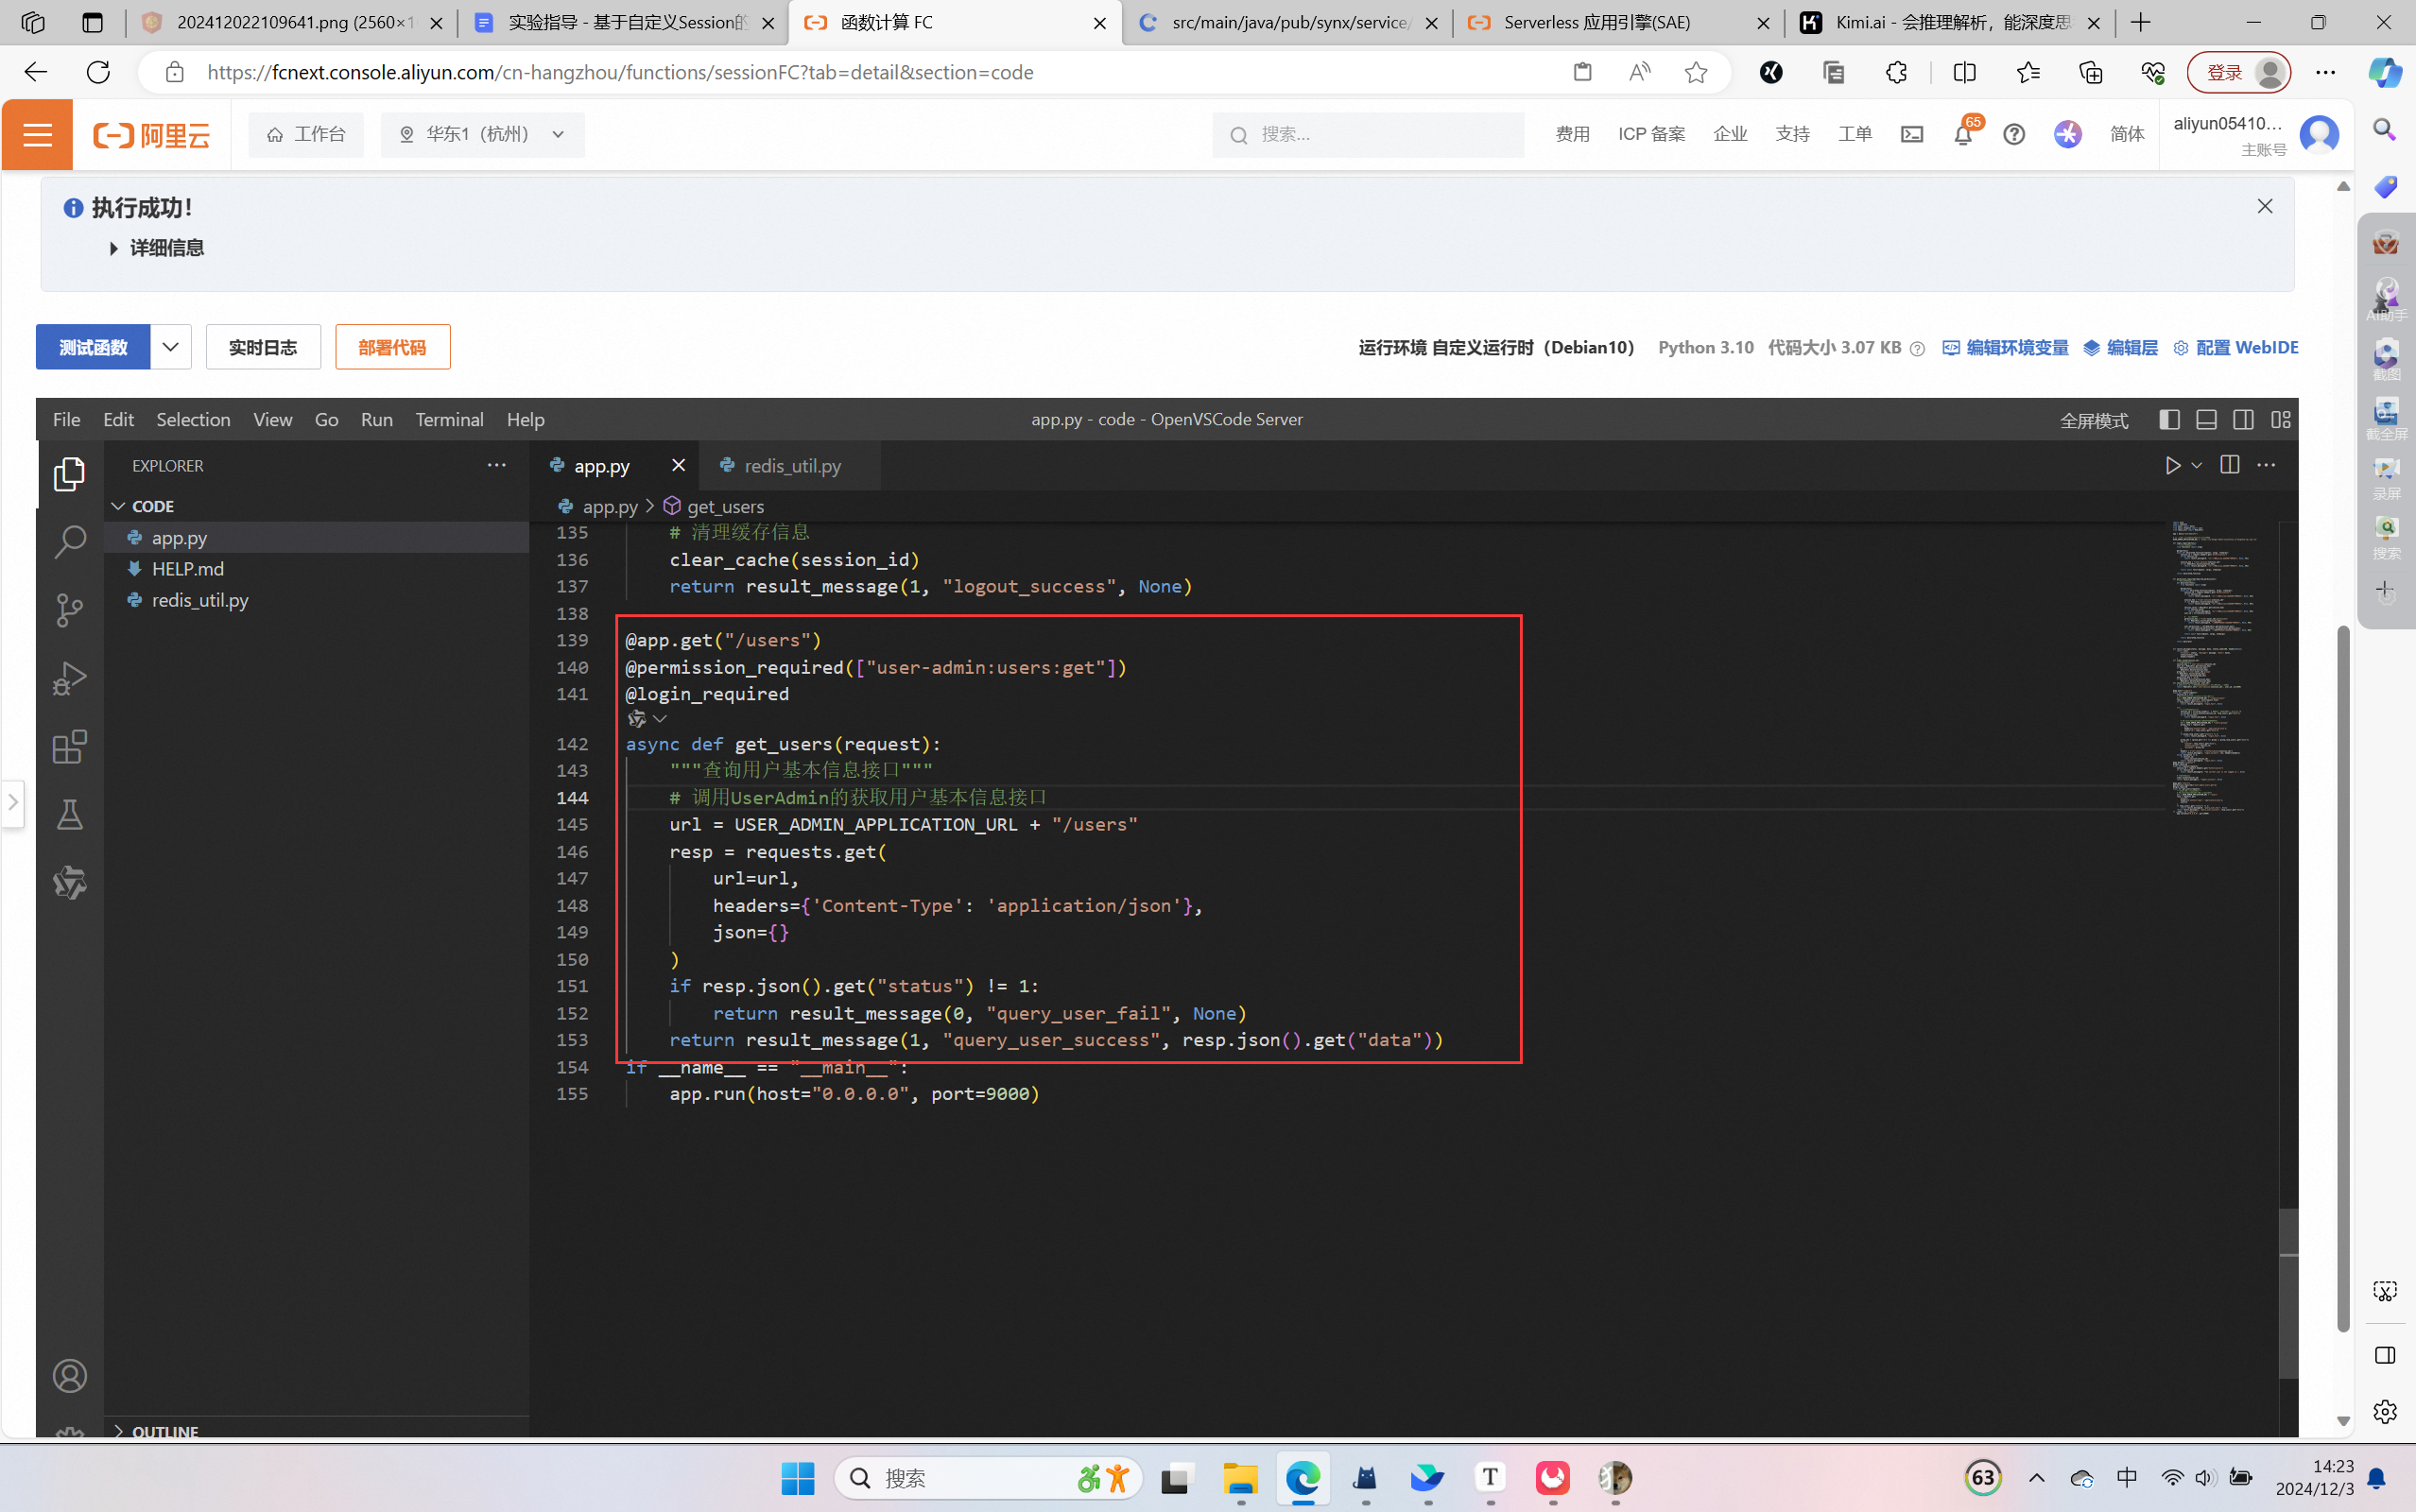 202412022109641.png (2560×1
实验指导 - 基于自定义Session的
函数计算 FC
src/main/java/pub/synx/service/
Serverless 应用引擎(SAE)
Kimi.ai - 会推理解析，能深度思
https://fcnext.console.aliyun.com/cn-hangzhou/functions/sessionFC?tab=detail&section=code
登录
阿里云
工作台
华东1（杭州）
搜索...
费用
ICP 备案
企业
支持
工单
65
简体
aliyun05410...
主账号
执行成功!
详细信息
测试函数
实时日志
部署代码
运行环境 自定义运行时（Debian10） Python 3.10 代码大小 3.07 KB
编辑环境变量
编辑层
配置 WebIDE
AI助手
截图
截全屏
录屏
搜索
File Edit Selection View Go Run Terminal Help
app.py - code - OpenVSCode Server
全屏模式
EXPLORER
CODE
app.py
HELP.md
redis_util.py
OUTLINE
app.py
redis_util.py
app.py > get_users
135 # 清理缓存信息
136 clear_cache(session_id)
137 return result_message(1, "logout_success", None)
138
139 @app.get("/users")
140 @permission_required(["user-admin:users:get"])
141 @login_required
142 async def get_users(request):
143 """查询用户基本信息接口"""
144 # 调用UserAdmin的获取用户基本信息接口
145 url = USER_ADMIN_APPLICATION_URL + "/users"
146 resp = requests.get(
147 url=url,
148 headers={'Content-Type': 'application/json'},
149 json={}
150 )
151 if resp.json().get("status") != 1:
152 return result_message(0, "query_user_fail", None)
153 return result_message(1, "query_user_success", resp.json().get("data"))
154 if __name__ == "__main__":
155 app.run(host="0.0.0.0", port=9000)
搜索
63
中
14:23
2024/12/3